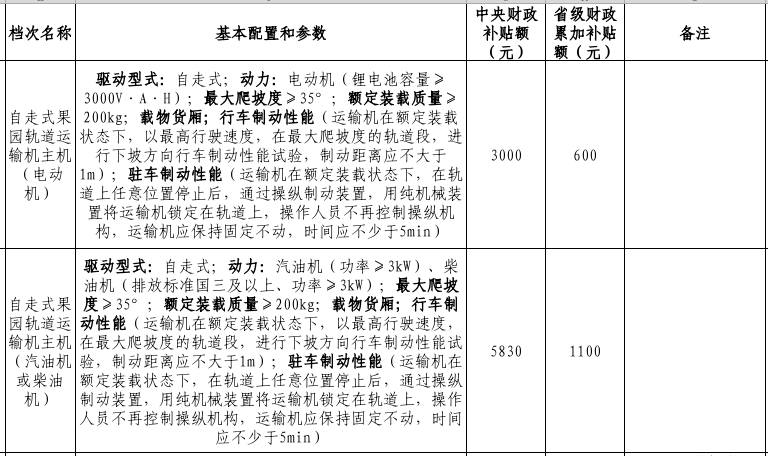 档次名称
基本配置和参数
中央财政
补贴额
（元）
省级财政
累加补贴
额（元）
备注
自走式果
园轨道运
输机主机
（电动
机）
驱动型式：自走式；动力：电动机（锂电池容量≥
3000V·A·H）；最大爬坡度≥35°；额定装载质量≥
200kg；载物货厢；行车制动性能（运输机在额定装载
状态下，以最高行驶速度，在最大爬坡度的轨道段，进
行下坡方向行车制动性能试验，制动距离应不大于
1m）；驻车制动性能（运输机在额定装载状态下，在轨
道上任意位置停止后，通过操纵制动装置，用纯机械装
置将运输机锁定在轨道上，操作人员不再控制操纵机
构，运输机应保持固定不动，时间应不少于5min）
3000
600
自走式果
园轨道运
输机主机
（汽油机
或柴油
机）
驱动型式：自走式；动力：汽油机（功率≥3kW）、柴
油机（排放标准国三及以上、功率≥3kW）；最大爬坡
度≥35°；额定装载质量≥200kg；载物货厢；行车制
动性能（运输机在额定装载状态下，以最高行驶速度，
在最大爬坡度的轨道段，进行下坡方向行车制动性能试
验，制动距离应不大于1m）；驻车制动性能（运输机在
额定装载状态下，在轨道上任意位置停止后，通过操纵
制动装置，用纯机械装置将运输机锁定在轨道上，操作
人员不再控制操纵机构，运输机应保持固定不动，时间
应不少于5min）
5830
1100